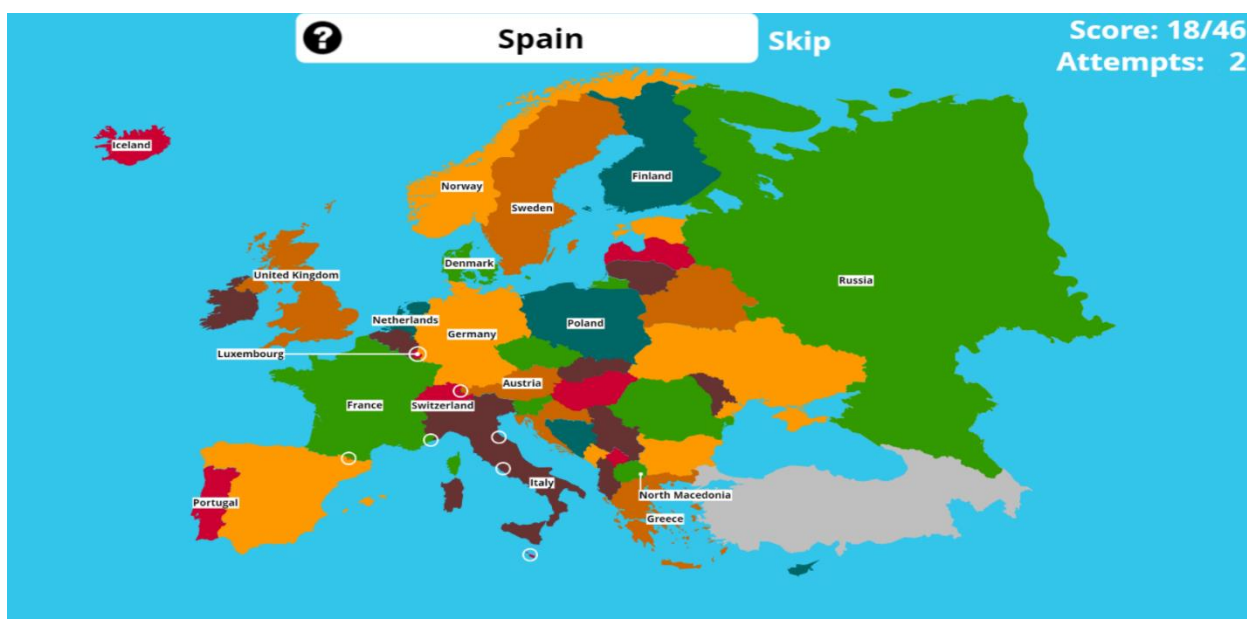 ?
Spain
Skip
Score: 18/46
Attempts: 2
Iceland
Norway
Finland
Sweden
Denmark
United Kingdom
Russia
Netherlands
Poland
Germany
Luxembourg
Austria
France
Switzerland
Italy
North Macedonia
Portugal
Greece